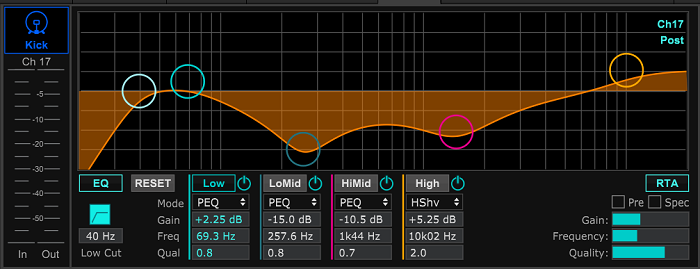 Kick
Ch 17
Ch17
Post
-5
-10
-15
-20
-30
-40
-50
In Out
EQ RESET Low LoMid HiMid High RTA
Mode PEQ PEQ PEQ HShv Pre Spec
Gain +2.25 dB -15.0 dB -10.5 dB +5.25 dB Gain:
40 Hz Freq 69.3 Hz 257.6 Hz 1k44 Hz 10k02 Hz Frequency:
Low Cut Qual 0.8 0.8 0.7 2.0 Quality: